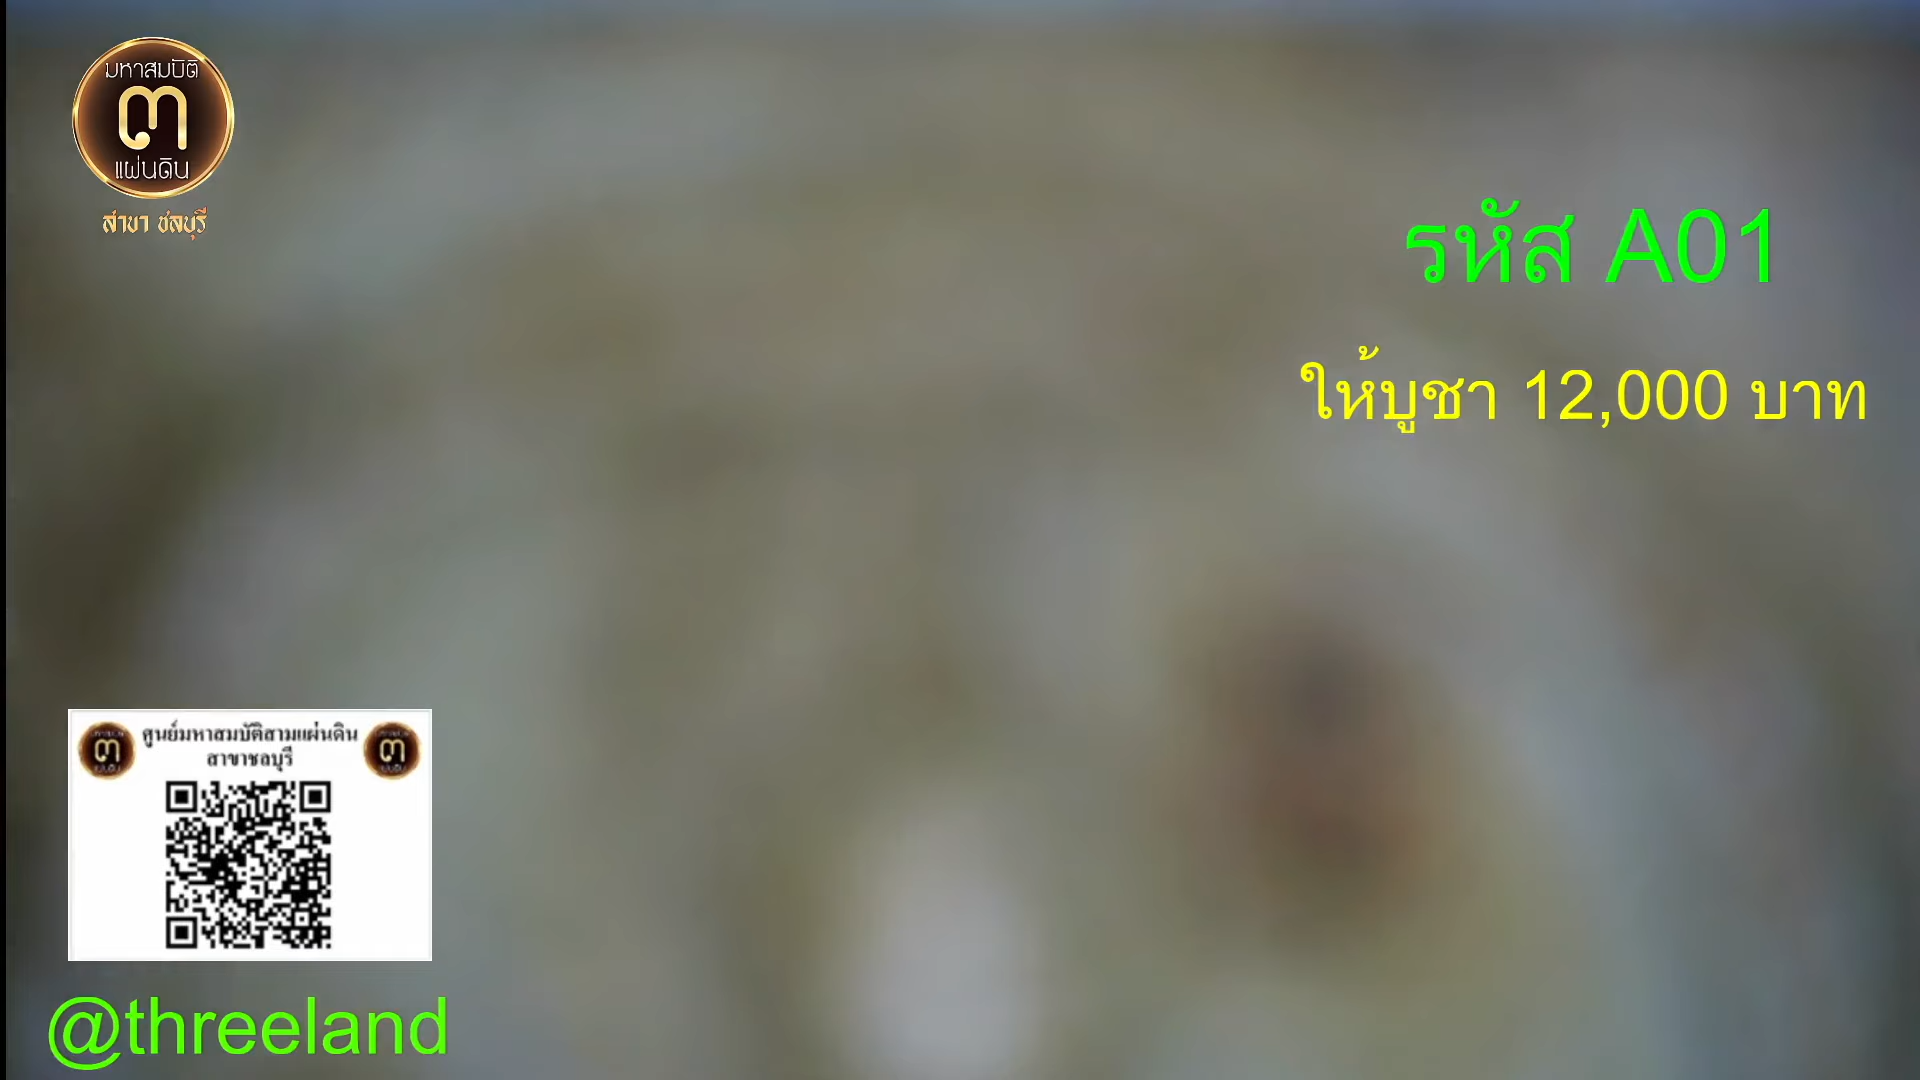 มหาสมบัติ
๓
แผ่นดิน
สาขา ชลบุรี
รหัส A01
ให้บูชา 12,000 บาท
ศูนย์มหาสมบัติสามแผ่นดิน
สาขาชลบุรี
@threeland